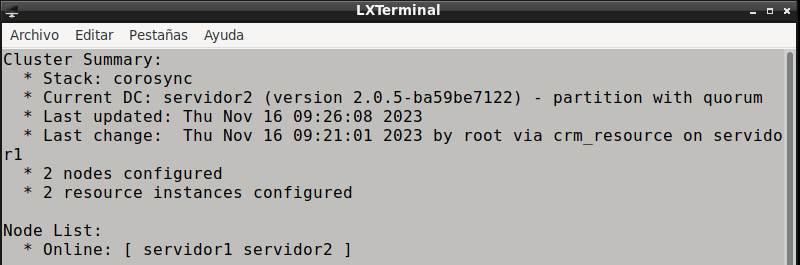 LXTerminal
Archivo Editar Pestañas Ayuda
Cluster Summary:
  * Stack: corosync
  * Current DC: servidor2 (version 2.0.5-ba59be7122) - partition with quorum
  * Last updated: Thu Nov 16 09:26:08 2023
  * Last change:  Thu Nov 16 09:21:01 2023 by root via crm_resource on servido
r1
  * 2 nodes configured
  * 2 resource instances configured

Node List:
  * Online: [ servidor1 servidor2 ]